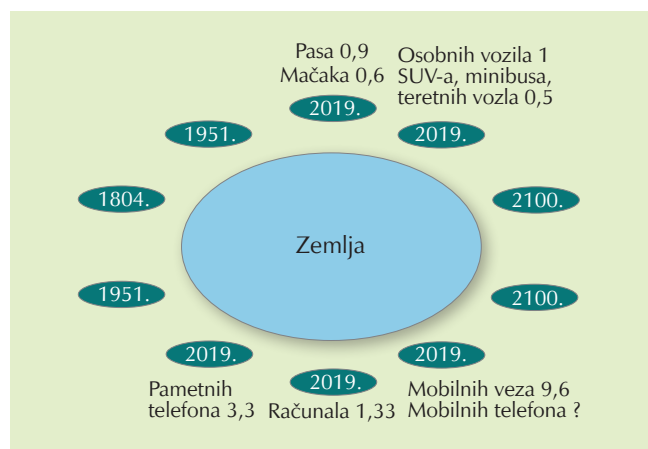 Pasa 0,9
Mačaka 0,6
Osobnih vozila 1
SUV-a, minibusa,
teretnih vozla 0,5
2019.
2019.
1951.
1804.
2100.
Zemlja
1951.
2100.
2019.
2019.
2019.
Pametnih
telefona 3,3
Računala 1,33
Mobilnih veza 9,6
Mobilnih telefona ?